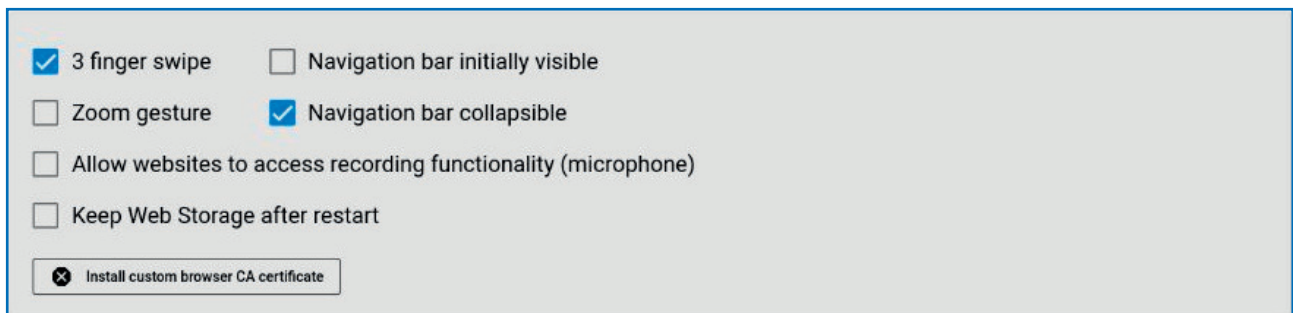 3 finger swipe Navigation bar initially visible
Zoom gesture Navigation bar collapsible
Allow websites to access recording functionality (microphone)
Keep Web Storage after restart
Install custom browser CA certificate